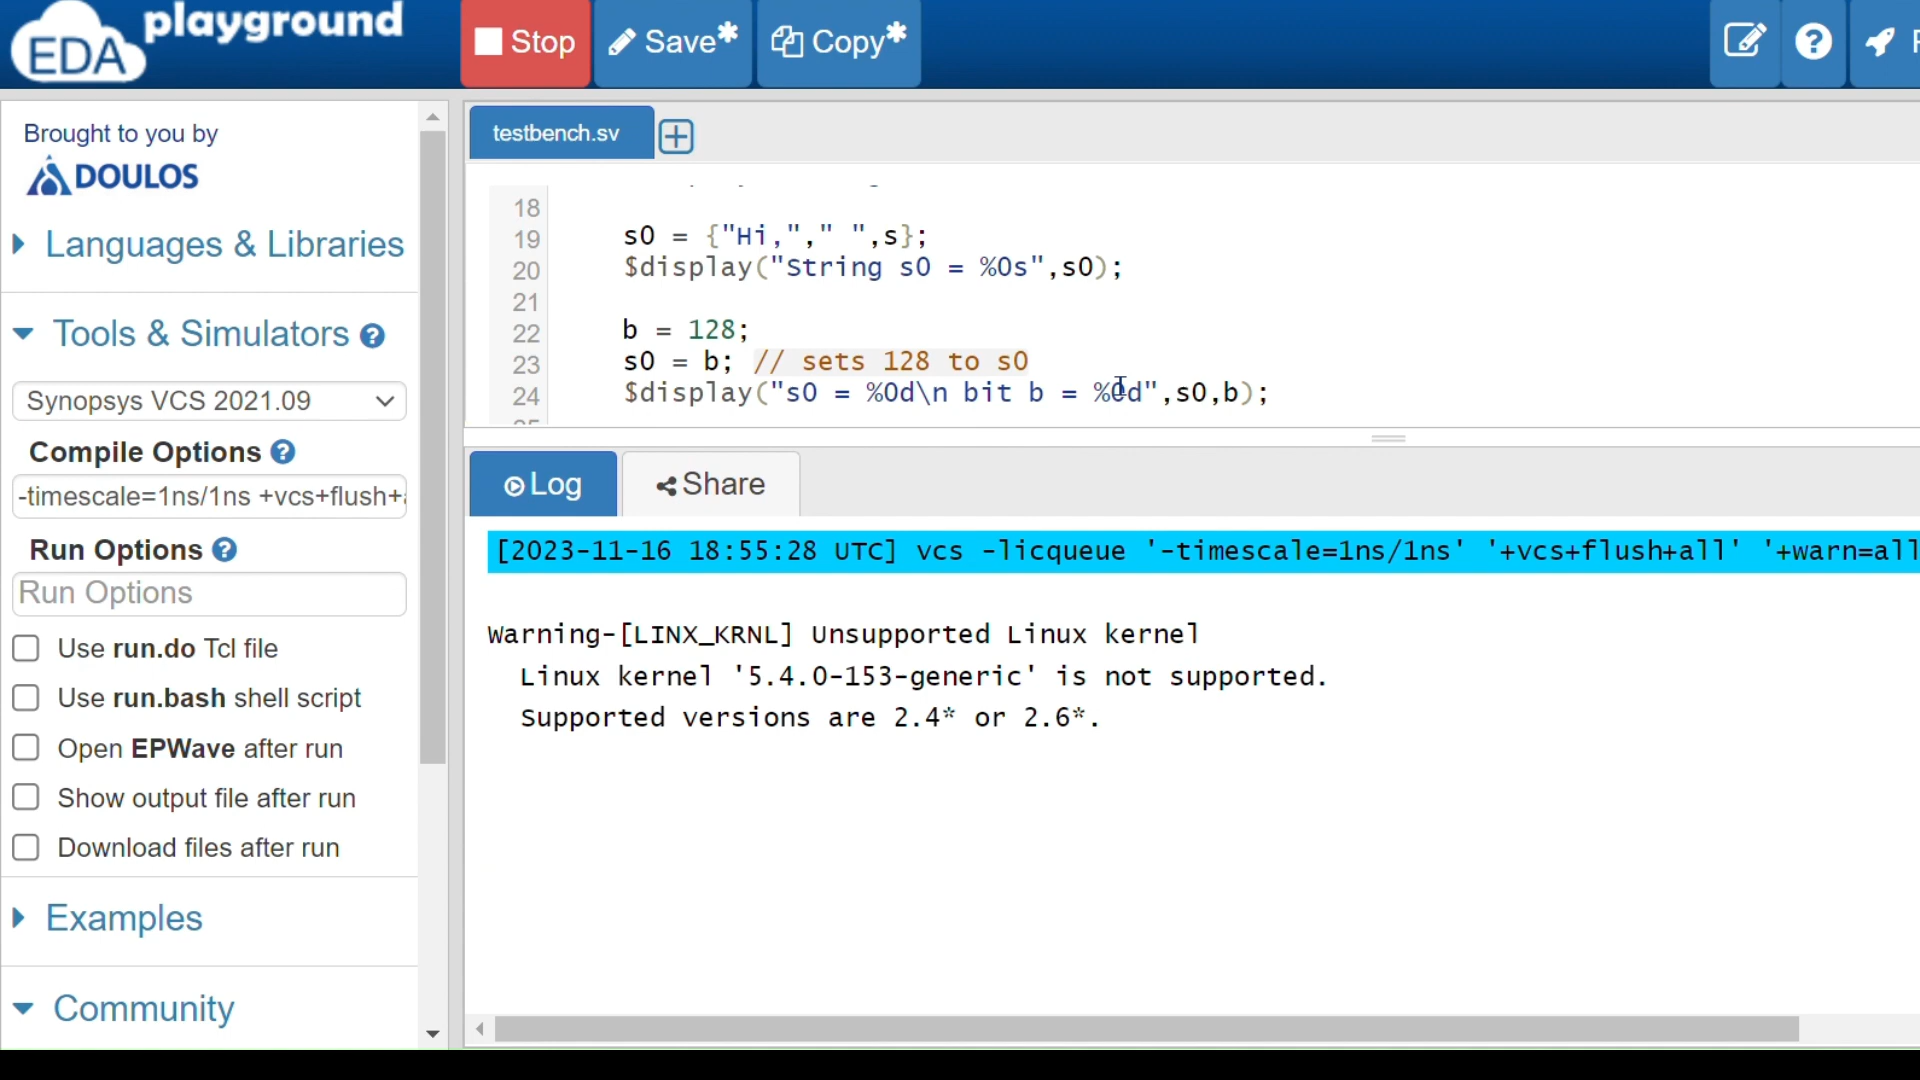 EDA playground
Stop
Save*
Copy*
Brought to you by
DOULOS
Languages & Libraries
Tools & Simulators
Synopsys VCS 2021.09
Compile Options
-timescale=1ns/1ns +vcs+flush+
Run Options
Run Options
Use run.do Tcl file
Use run.bash shell script
Open EPWave after run
Show output file after run
Download files after run
Examples
Community
testbench.sv
18
19 s0 = {"Hi,"," ",s};
20 $display("String s0 = %0s",s0);
21
22 b = 128;
23 s0 = b; // sets 128 to s0
24 $display("s0 = %0d\n bit b = %0d",s0,b);
Log
Share
[2023-11-16 18:55:28 UTC] vcs -licqueue '-timescale=1ns/1ns' '+vcs+flush+all' '+warn=all
Warning-[LINX_KRNL] Unsupported Linux kernel
Linux kernel '5.4.0-153-generic' is not supported.
Supported versions are 2.4* or 2.6*.